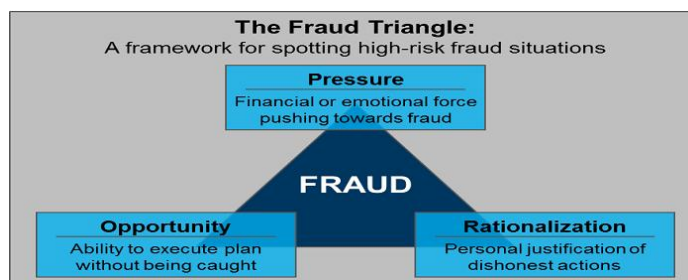 The Fraud Triangle:
A framework for spotting high-risk fraud situations
Pressure
Financial or emotional force
pushing towards fraud
FRAUD
Opportunity
Ability to execute plan
without being caught
Rationalization
Personal justification of
dishonest actions